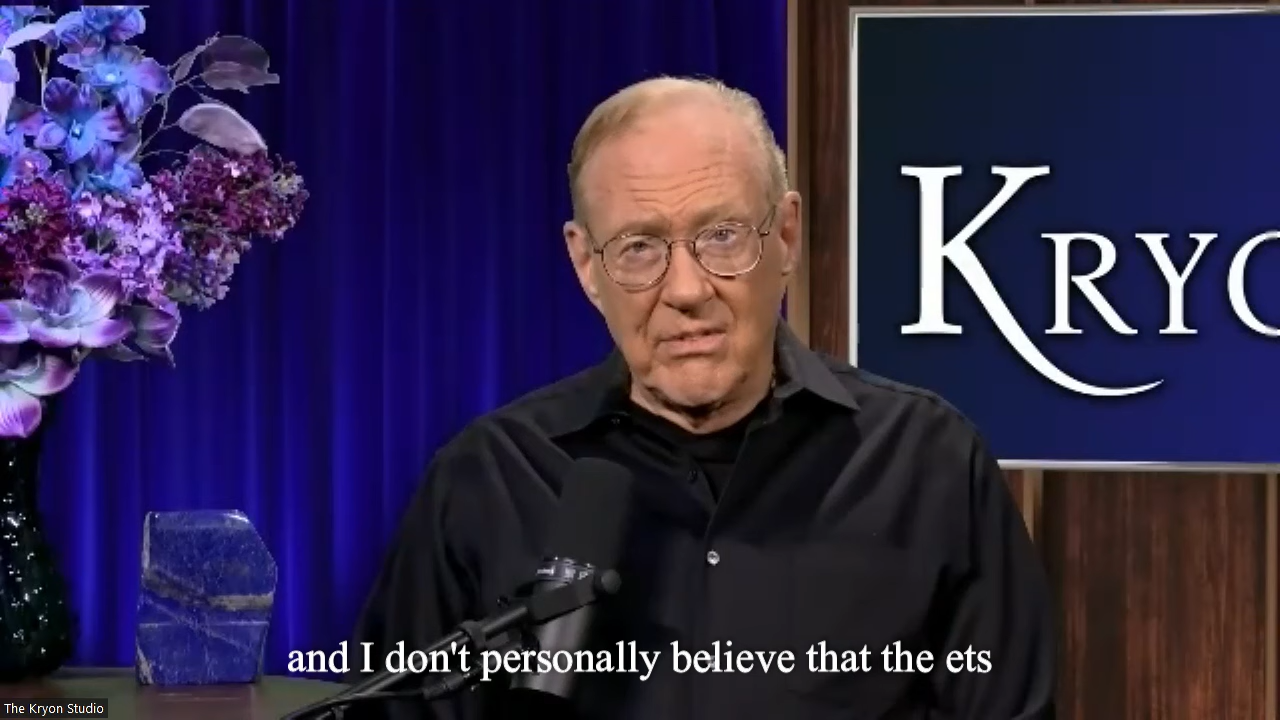 KRYO
and I don't personally believe that the ets
The Kryon Studio